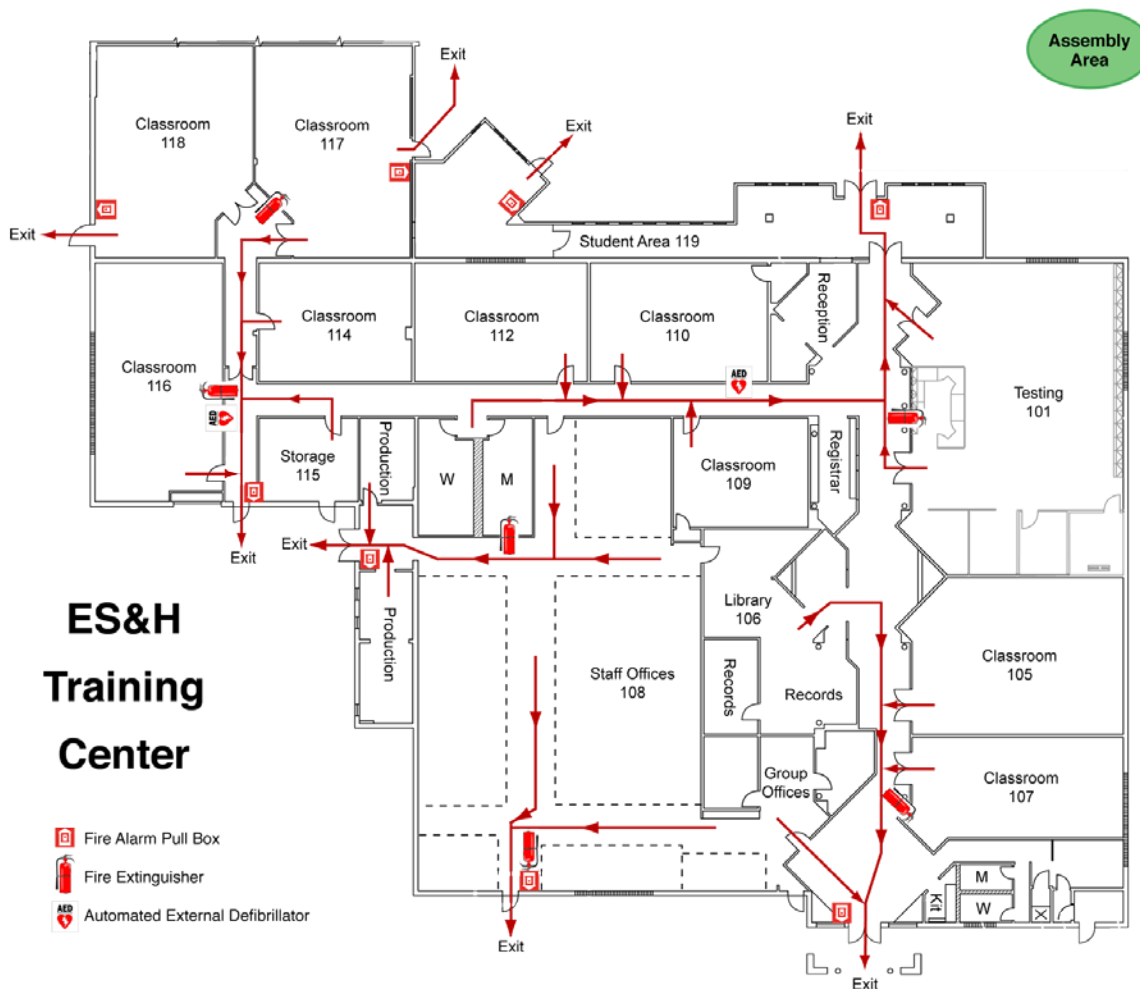 Assembly
Area
Exit
Exit
Exit
Classroom
118
Classroom
117
Exit
Student Area 119
Classroom
114
Classroom
112
Classroom
110
Reception
Classroom
116
AED
AED
Testing
101
Storage
115
Production
W
M
Classroom
109
Registrar
Exit
Exit
Library
106
Production
ES&H
Training
Center
Staff Offices
108
Records
Records
Classroom
105
Group
Offices
Classroom
107
Fire Alarm Pull Box
Fire Extinguisher
AED
Automated External Defibrillator
M
W
Kit
X
Exit
Exit